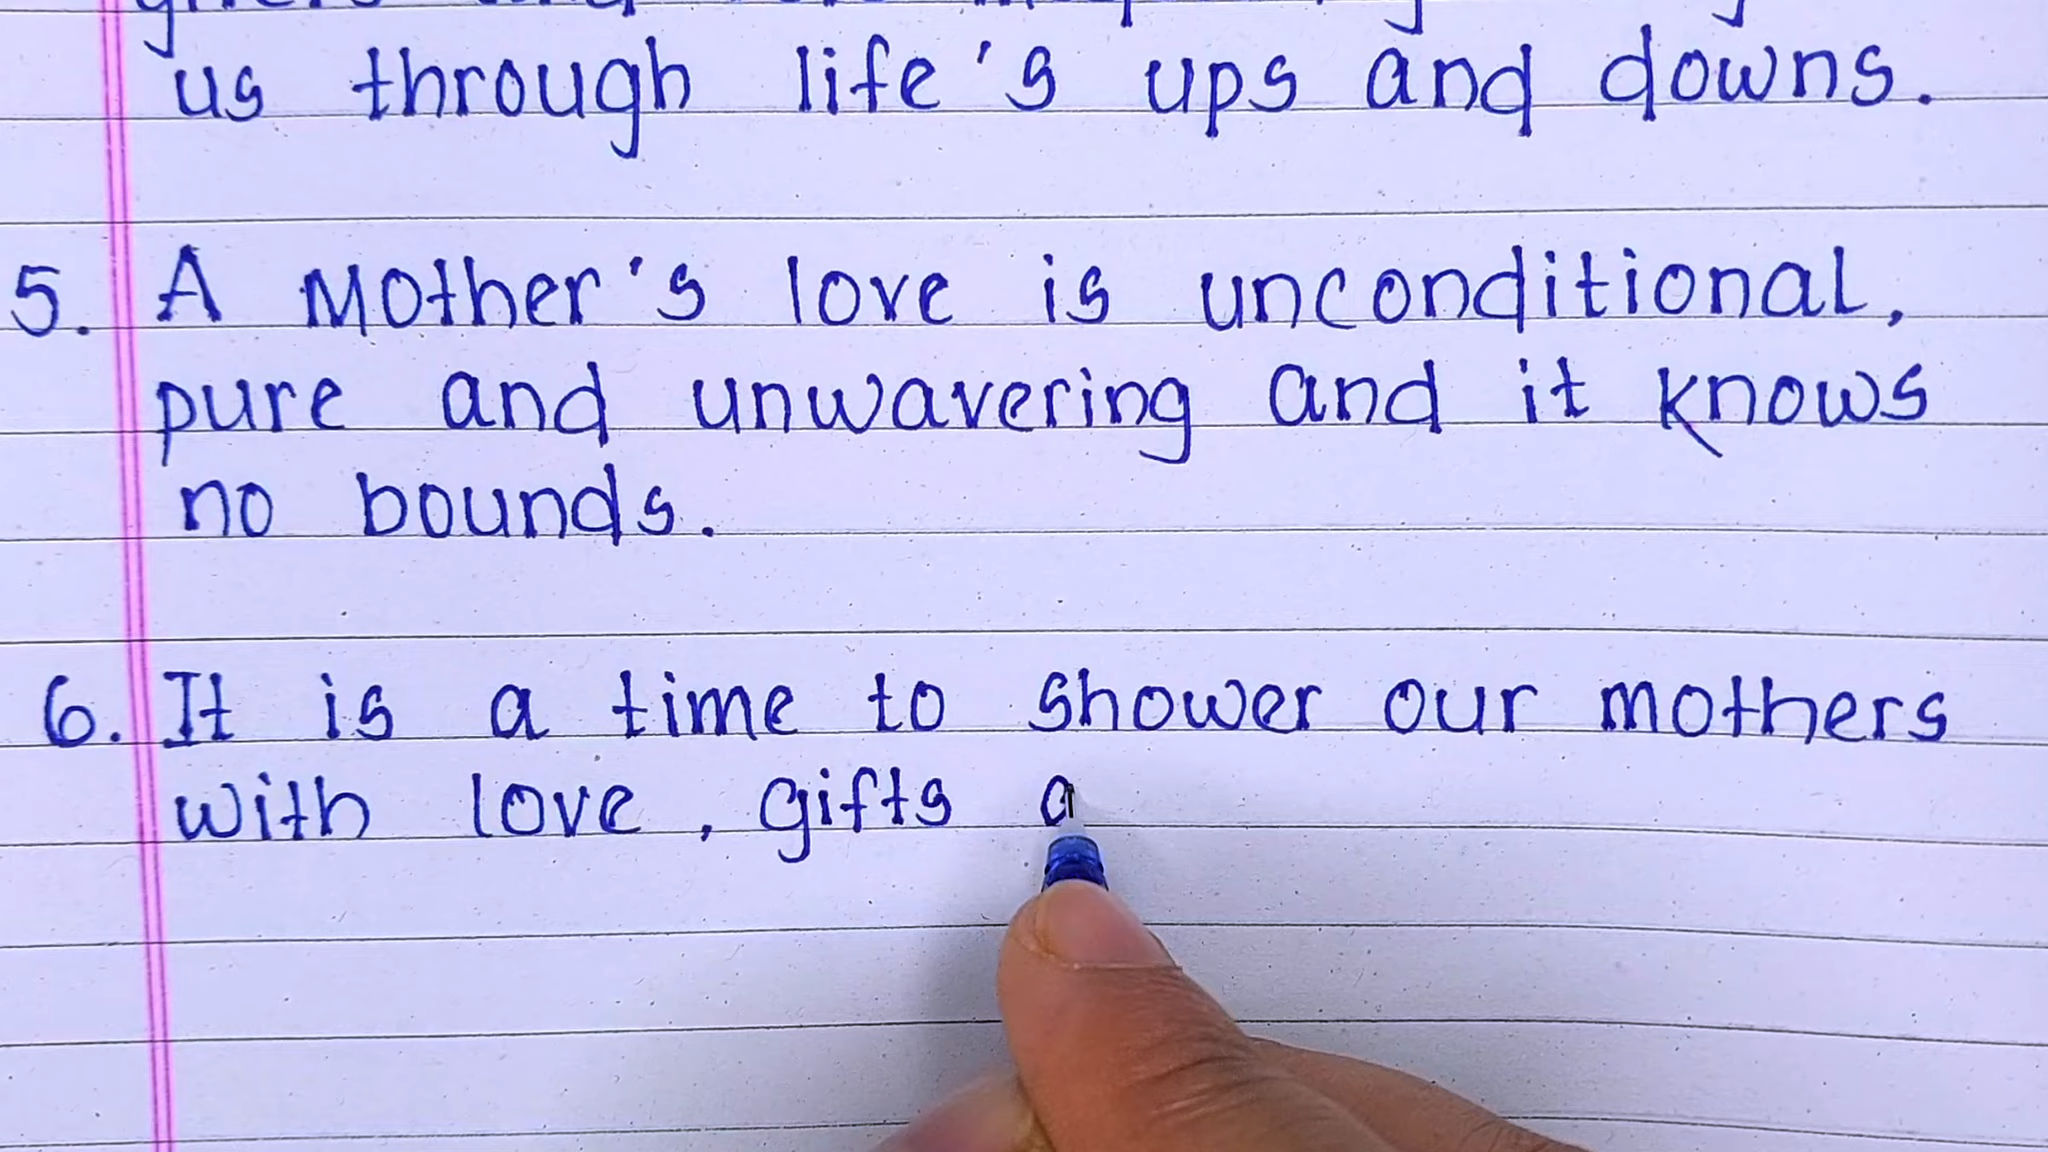 us through life's ups and downs.
5. A Mother's love is unconditional,
pure and unwavering and it knows
no bounds.
6. It is a time to shower our mothers
with love, gifts a